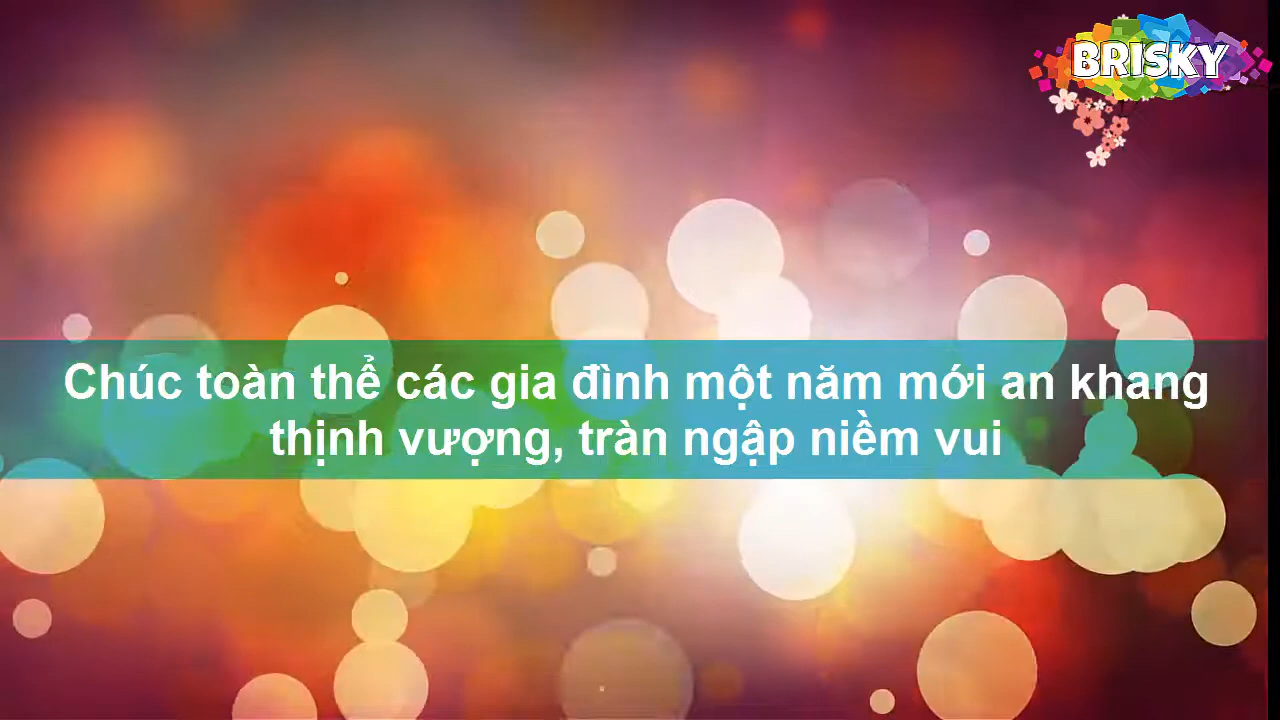 BRISKY
Chúc toàn thể các gia đình một năm mới an khang
thịnh vượng, tràn ngập niềm vui